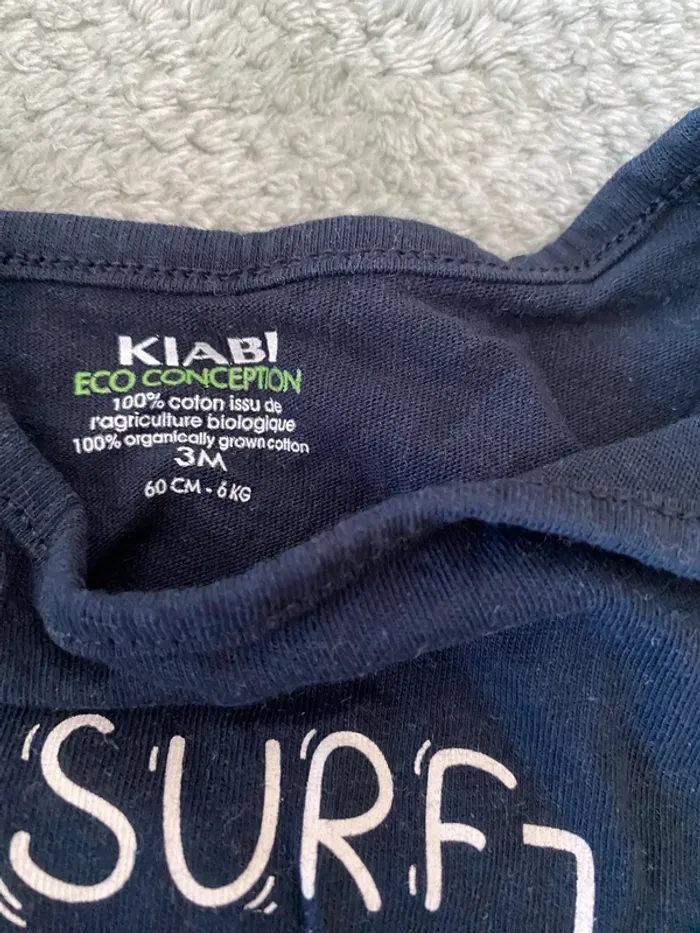 KIABI
ECO CONCEPTION
100% coton issu de
l'agriculture biologique
100% organically grown cotton
3M
60 CM - 6 KG
SURF